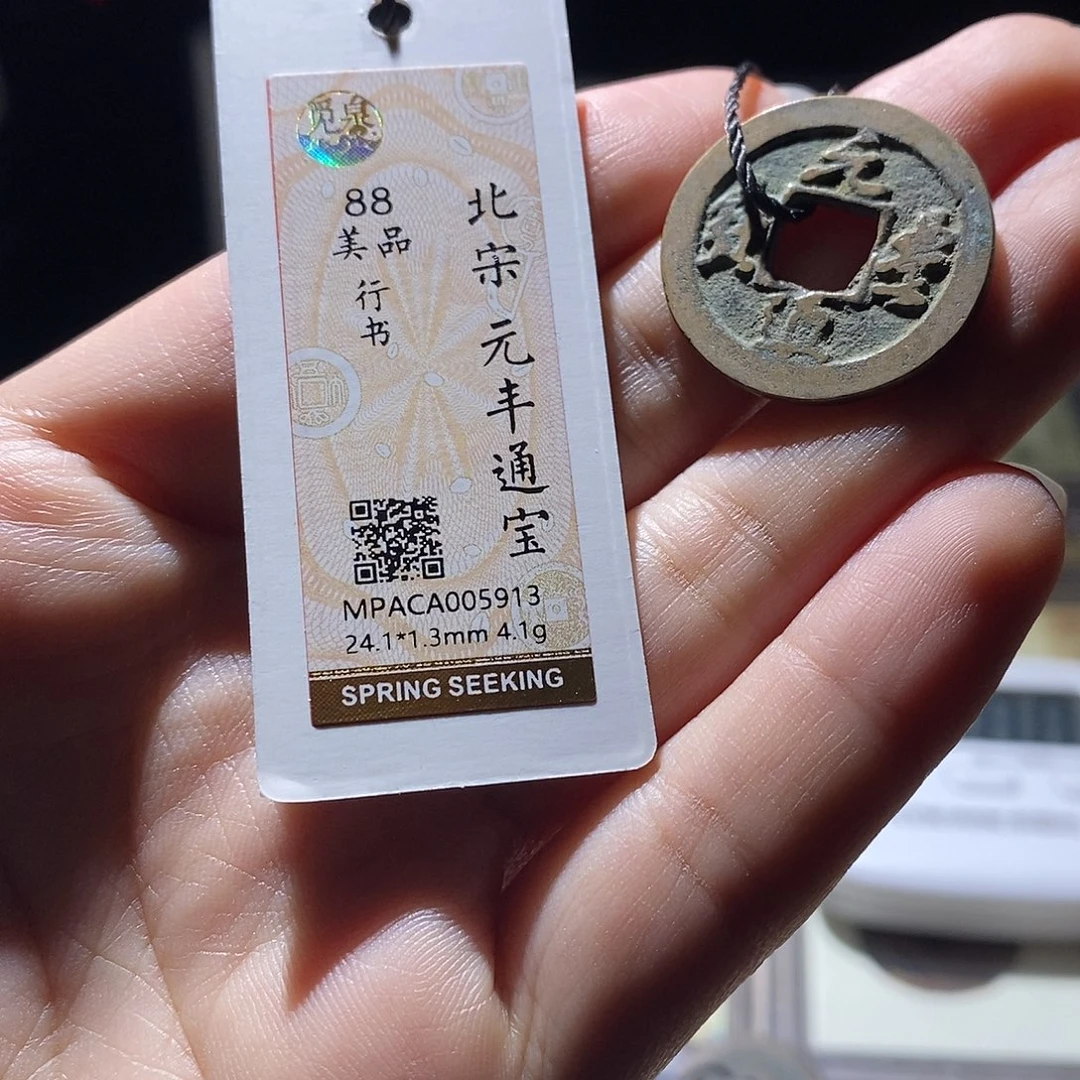 觅泉
北宋 元丰通宝
88
美品
行书
MPACA005913
24.1*1.3mm 4.1g
SPRING SEEKING
元豐通寳